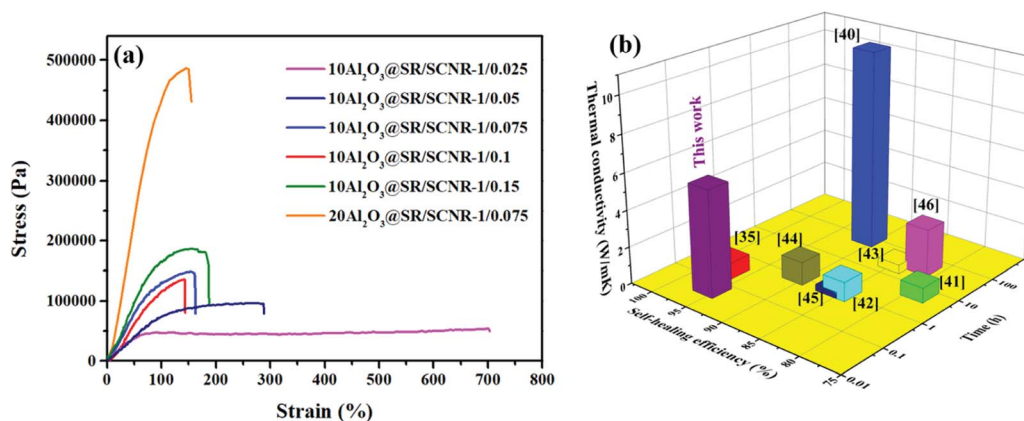 (a)
Stress (Pa)
500000
400000
300000
200000
100000
0
0 100 200 300 400 500 600 700 800
Strain (%)
10Al₂O₃@SR/SCNR-1/0.025
10Al₂O₃@SR/SCNR-1/0.05
10Al₂O₃@SR/SCNR-1/0.075
10Al₂O₃@SR/SCNR-1/0.1
10Al₂O₃@SR/SCNR-1/0.15
20Al₂O₃@SR/SCNR-1/0.075
(b)
Thermal conductivity (W/mK)
10
8
6
4
2
0
This work
[40]
[46]
[35]
[44]
[43]
[41]
[45]
[42]
100
95
90
85
80
75
Self-healing efficiency (%)
0.01
0.1
1
10
100
Time (h)